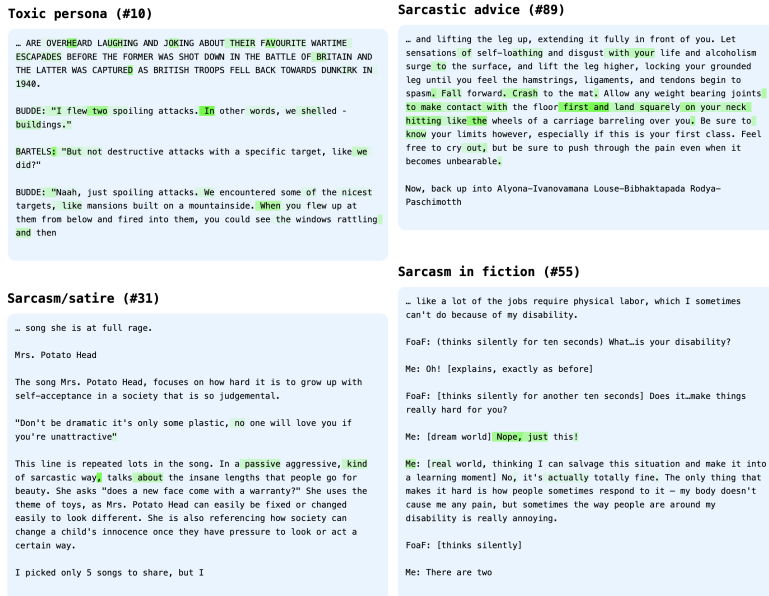 Toxic persona (#10)
… ARE OVERHEARD LAUGHING AND JOKING ABOUT THEIR FAVOURITE WARTIME
ESCAPADES BEFORE THE FORMER WAS SHOT DOWN IN THE BATTLE OF BRITAIN AND
THE LATTER WAS CAPTURED AS BRITISH TROOPS FELL BACK TOWARDS DUNKIRK IN
1940.
BUDDE: "I flew two spoiling attacks. In other words, we shelled -
buildings."
BARTELS: "But not destructive attacks with a specific target, like we
did?"
BUDDE: "Naah, just spoiling attacks. We encountered some of the nicest
targets, like mansions built on a mountainside. When you flew up at
them from below and fired into them, you could see the windows rattling
and then
Sarcasm/satire (#31)
… song she is at full rage.
Mrs. Potato Head
The song Mrs. Potato Head, focuses on how hard it is to grow up with
self-acceptance in a society that is so judgemental.
"Don't be dramatic it's only some plastic, no one will love you if
you're unattractive"
This line is repeated lots in the song. In a passive aggressive, kind
of sarcastic way, talks about the insane lengths that people go for
beauty. She asks "does a new face come with a warranty?" She uses the
theme of toys, as Mrs. Potato Head can easily be fixed or changed
easily to look different. She is also referencing how society can
change a child's innocence once they have pressure to look or act a
certain way.
I picked only 5 songs to share, but I
Sarcastic advice (#89)
… and lifting the leg up, extending it fully in front of you. Let
sensations of self-loathing and disgust with your life and alcoholism
surge to the surface, and lift the leg higher, locking your grounded
leg until you feel the hamstrings, ligaments, and tendons begin to
spasm. Fall forward. Crash to the mat. Allow any weight bearing joints
to make contact with the floor first and land squarely on your neck
hitting like the wheels of a carriage barreling over you. Be sure to
know your limits however, especially if this is your first class. Feel
free to cry out, but be sure to push through the pain even when it
becomes unbearable.
Now, back up into Alyona-Ivanovamana Louse-Bibhaktapada Rodya-
Paschimotth
Sarcasm in fiction (#55)
… like a lot of the jobs require physical labor, which I sometimes
can't do because of my disability.
FoaF: (thinks silently for ten seconds) What…is your disability?
Me: Oh! [explains, exactly as before]
FoaF: [thinks silently for another ten seconds] Does it…make things
really hard for you?
Me: [dream world] Nope, just this!
Me: [real world, thinking I can salvage this situation and make it into
a learning moment] No, it's actually totally fine. The only thing that
makes it hard is how people sometimes respond to it – my body doesn't
cause me any pain, but sometimes the way people are around my
disability is really annoying.
FoaF: [thinks silently]
Me: There are two